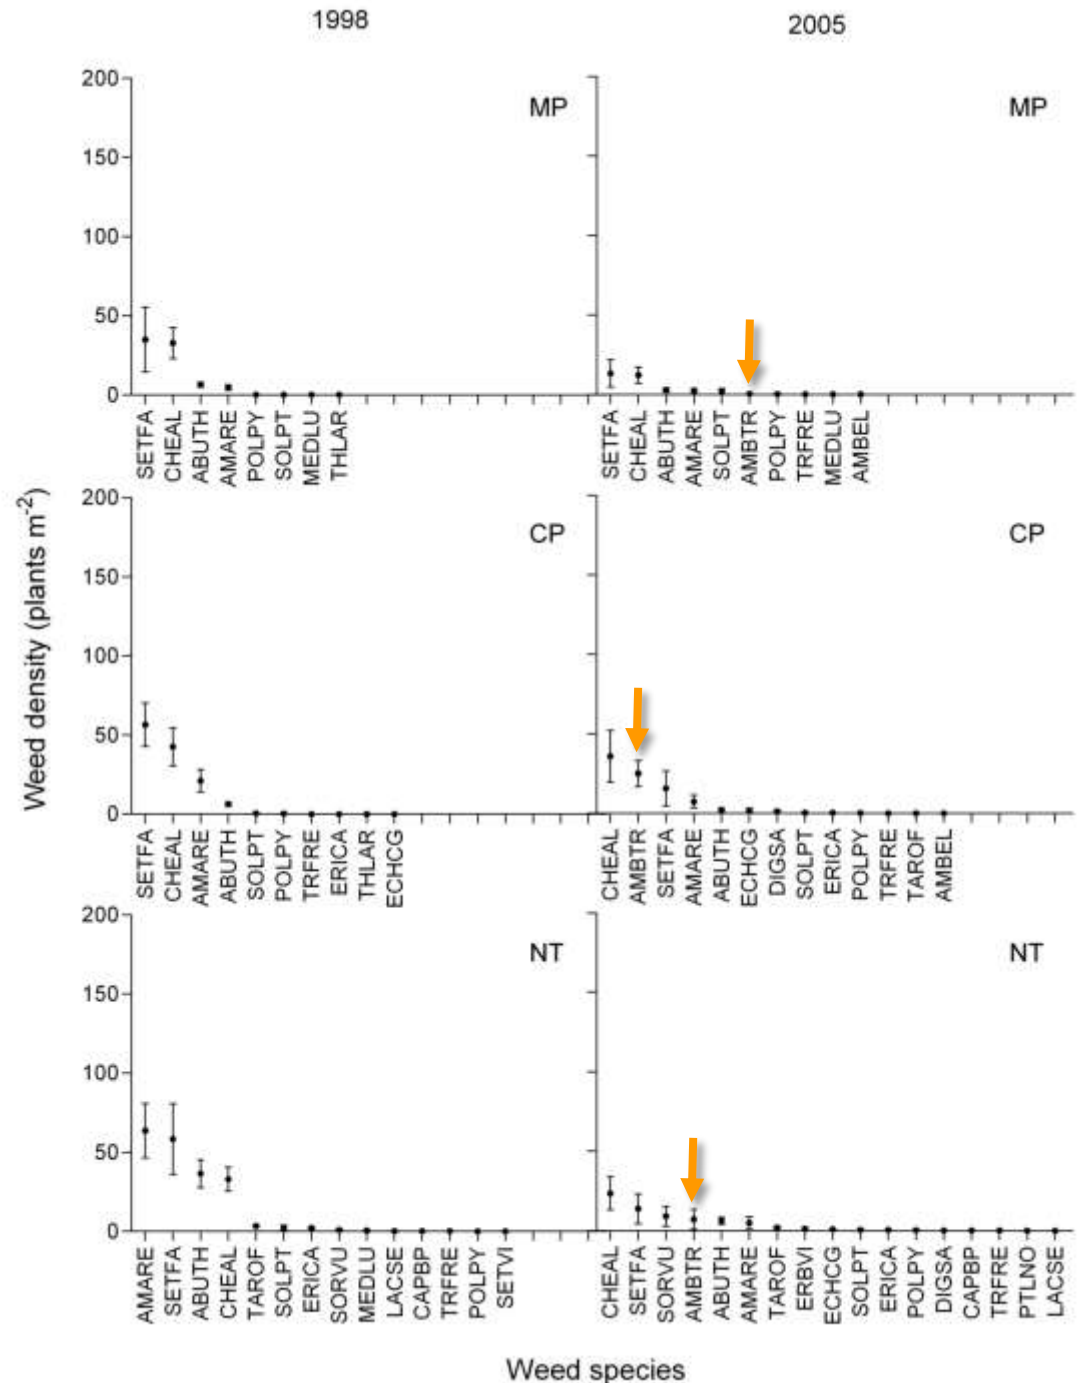 1998
2005
Weed density (plants m-2)
200
150
100
50
0
MP
SETFA
CHEAL
ABUTH
AMARE
POLPY
SOLPT
MEDLU
THLAR
MP
SETFA
CHEAL
ABUTH
AMARE
SOLPT
AMBTR
POLPY
TRFRE
MEDLU
AMBEL
200
150
100
50
0
CP
SETFA
CHEAL
AMARE
ABUTH
SOLPT
POLPY
TRFRE
ERICA
THLAR
ECHCG
CP
CHEAL
AMBTR
SETFA
AMARE
ABUTH
ECHCG
DIGSA
SOLPT
ERICA
POLPY
TRFRE
TAROF
AMBEL
200
150
100
50
0
NT
AMARE
SETFA
ABUTH
CHEAL
TAROF
SOLPT
ERICA
SORVU
MEDLU
LACSE
CAPBP
TRFRE
POLPY
SETVI
NT
CHEAL
SETFA
SORVU
AMBTR
ABUTH
AMARE
TAROF
ERBVI
ECHCG
SOLPT
ERICA
POLPY
DIGSA
CAPBP
TRFRE
PTLNO
LACSE
Weed species